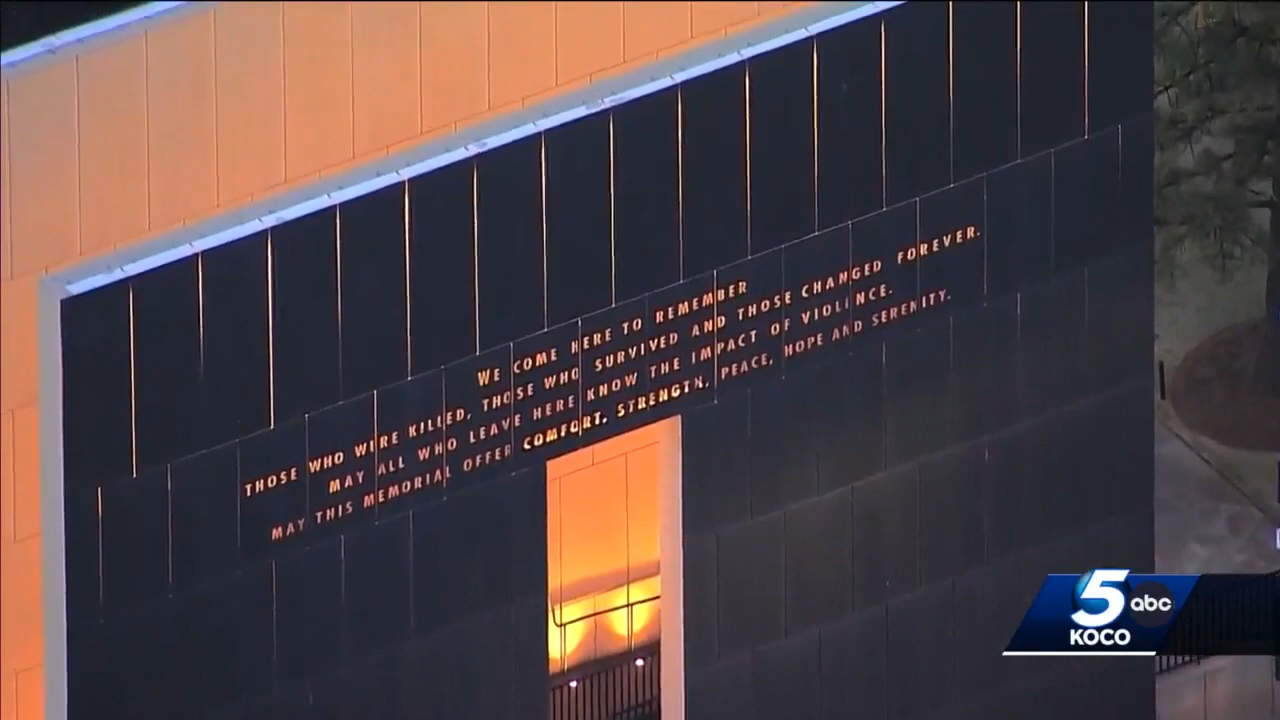 WE COME HERE TO REMEMBER
THOSE WHO WERE KILLED, THOSE WHO SURVIVED AND THOSE CHANGED FOREVER.
MAY ALL WHO LEAVE HERE KNOW THE IMPACT OF VIOLENCE.
MAY THIS MEMORIAL OFFER COMFORT, STRENGTH, PEACE, HOPE AND SERENITY.
5 abc
KOCO